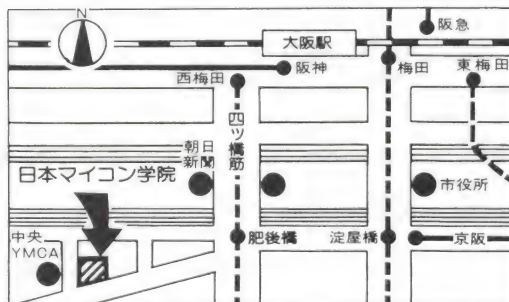 阪急
大阪駅
阪神
梅田
東梅田
西梅田
四ツ橋筋
朝日
新聞
日本マイコン学院
市役所
中央
YMCA
肥後橋
淀屋橋
京阪